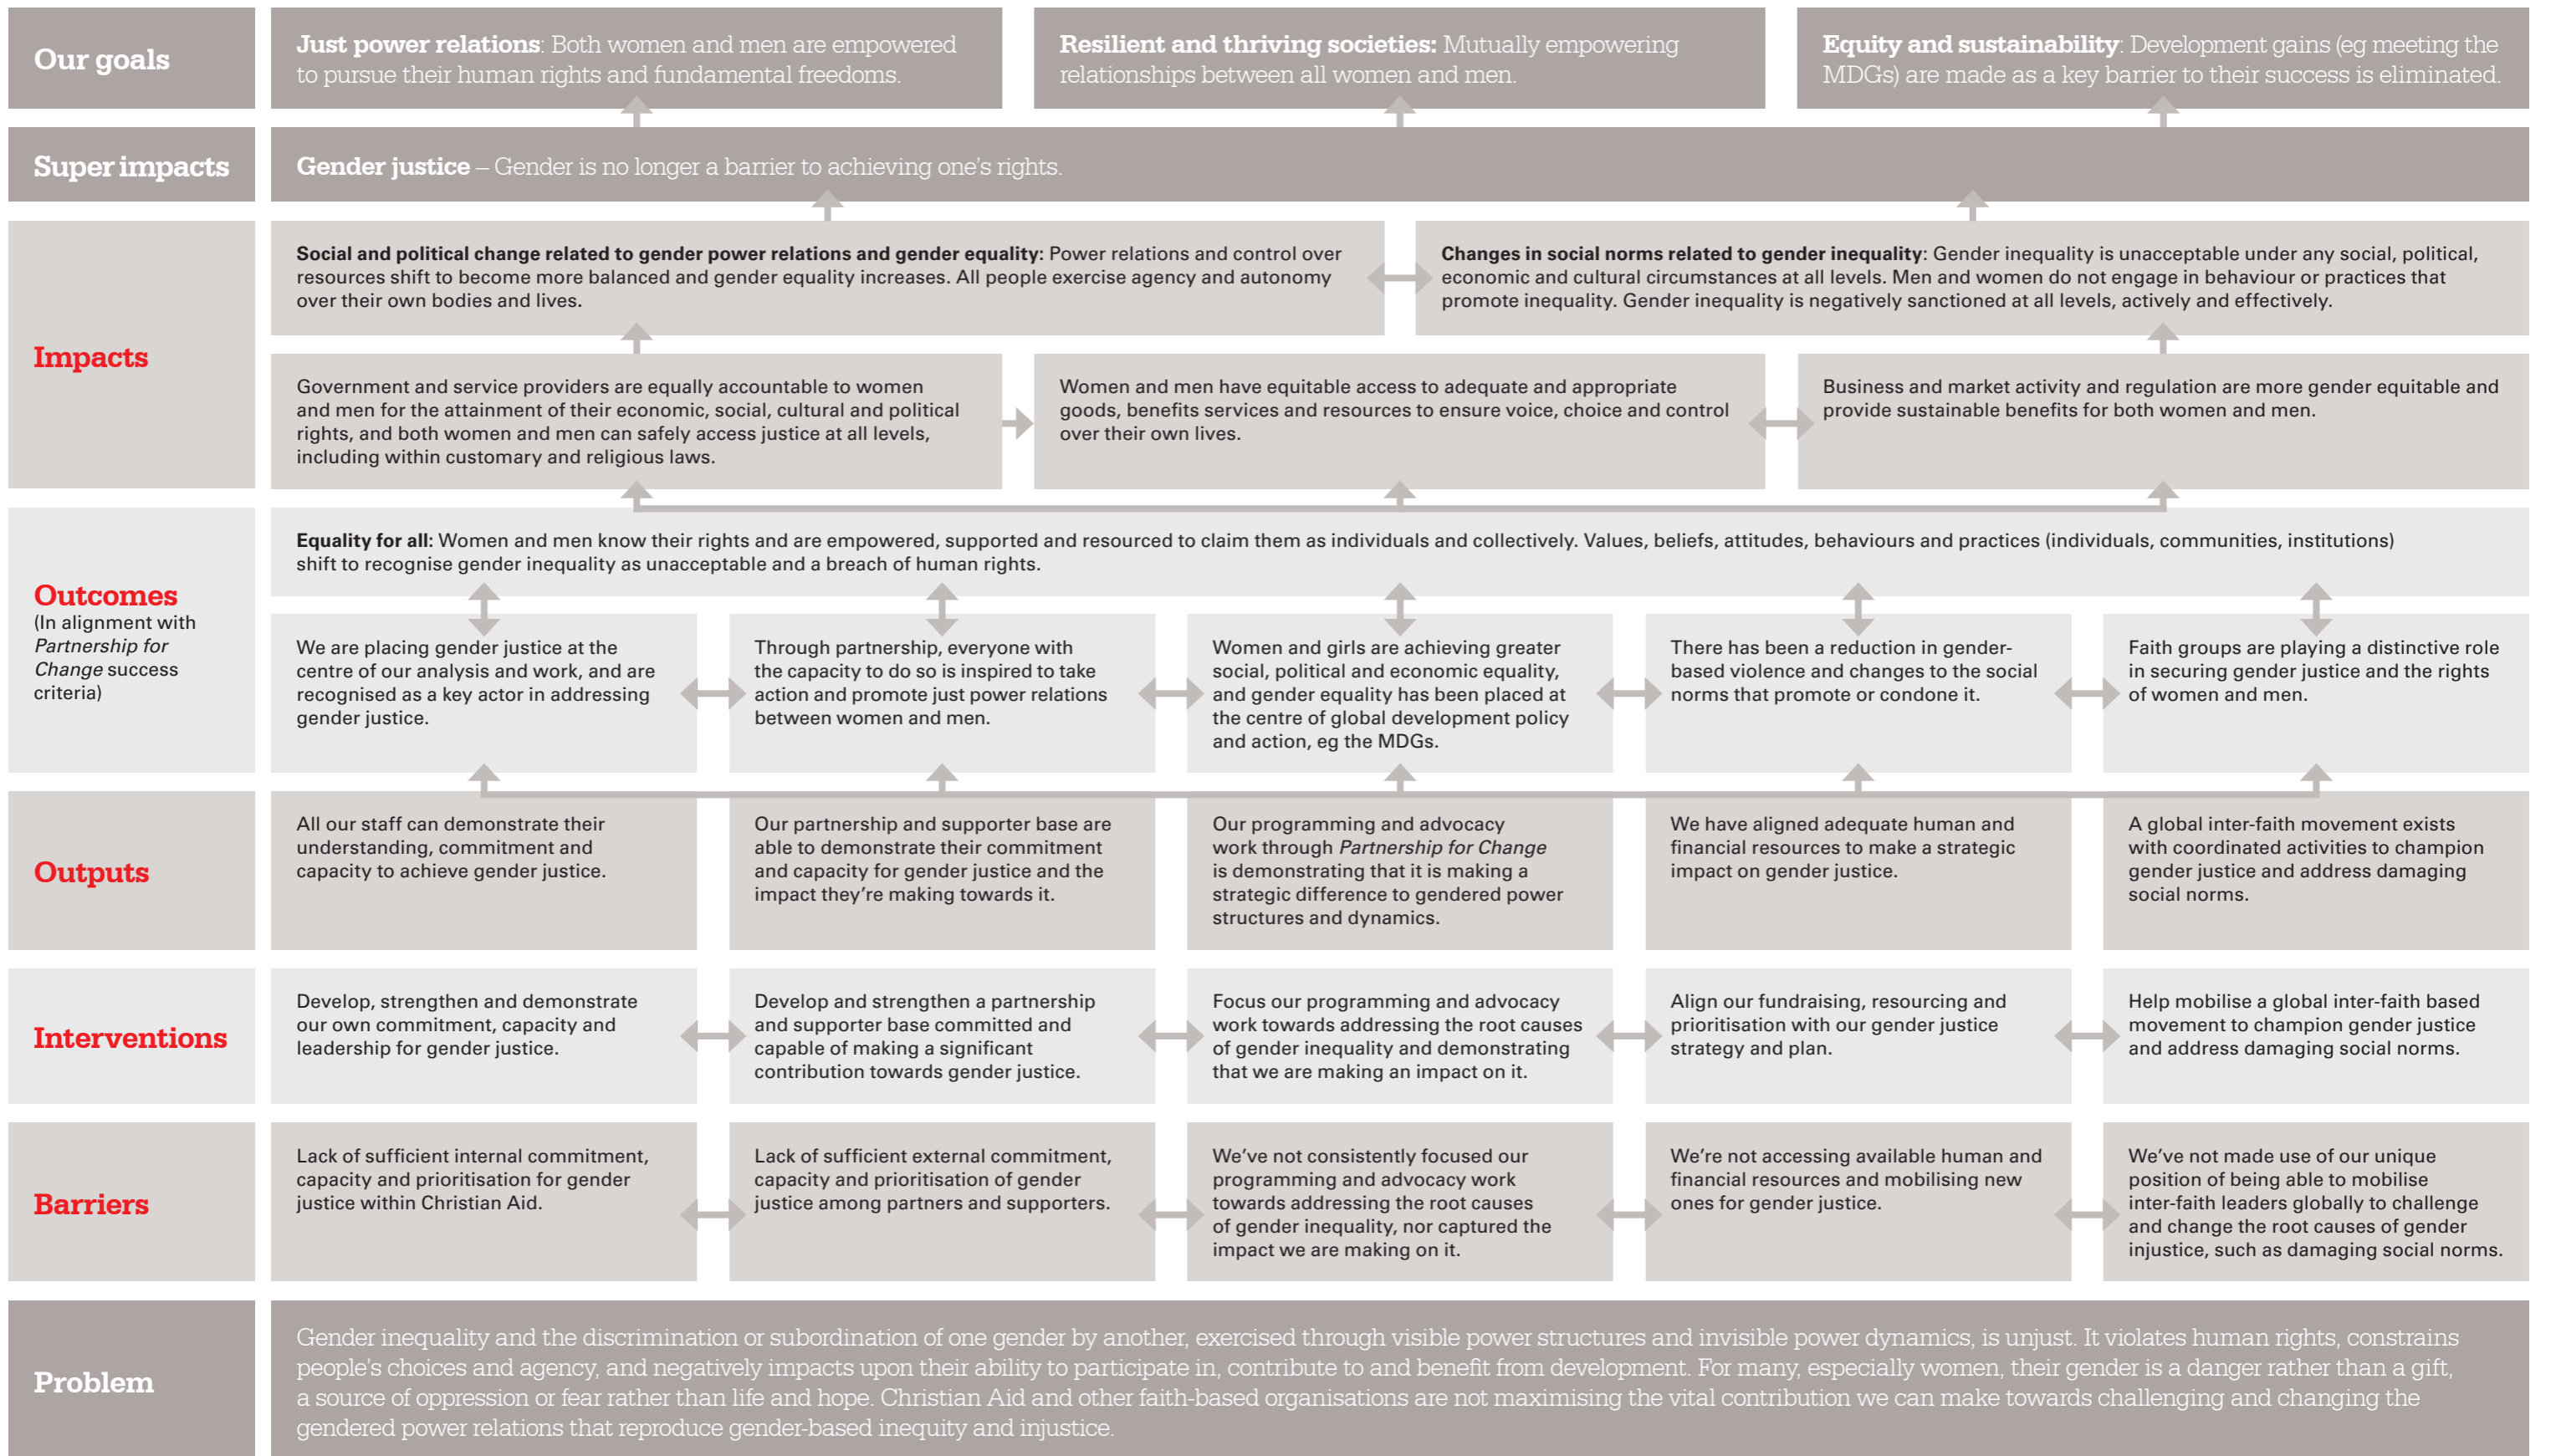 Our goals
Just power relations: Both women and men are empowered
to pursue their human rights and fundamental freedoms.
Resilient and thriving societies: Mutually empowering
relationships between all women and men.
Equity and sustainability: Development gains (eg meeting the
MDGs) are made as a key barrier to their success is eliminated.
Super impacts
Gender justice – Gender is no longer a barrier to achieving one's rights.
Impacts
Social and political change related to gender power relations and gender equality: Power relations and control over
resources shift to become more balanced and gender equality increases. All people exercise agency and autonomy
over their own bodies and lives.
Changes in social norms related to gender inequality: Gender inequality is unacceptable under any social, political,
economic and cultural circumstances at all levels. Men and women do not engage in behaviour or practices that
promote inequality. Gender inequality is negatively sanctioned at all levels, actively and effectively.
Government and service providers are equally accountable to women
and men for the attainment of their economic, social, cultural and political
rights, and both women and men can safely access justice at all levels,
including within customary and religious laws.
Women and men have equitable access to adequate and appropriate
goods, benefits services and resources to ensure voice, choice and control
over their own lives.
Business and market activity and regulation are more gender equitable and
provide sustainable benefits for both women and men.
Outcomes
(In alignment with
Partnership for
Change success
criteria)
Equality for all: Women and men know their rights and are empowered, supported and resourced to claim them as individuals and collectively. Values, beliefs, attitudes, behaviours and practices (individuals, communities, institutions)
shift to recognise gender inequality as unacceptable and a breach of human rights.
We are placing gender justice at the
centre of our analysis and work, and are
recognised as a key actor in addressing
gender justice.
Through partnership, everyone with
the capacity to do so is inspired to take
action and promote just power relations
between women and men.
Women and girls are achieving greater
social, political and economic equality,
and gender equality has been placed at
the centre of global development policy
and action, eg the MDGs.
There has been a reduction in gender-
based violence and changes to the social
norms that promote or condone it.
Faith groups are playing a distinctive role
in securing gender justice and the rights
of women and men.
Outputs
All our staff can demonstrate their
understanding, commitment and
capacity to achieve gender justice.
Our partnership and supporter base are
able to demonstrate their commitment
and capacity for gender justice and the
impact they're making towards it.
Our programming and advocacy
work through Partnership for Change
is demonstrating that it is making a
strategic difference to gendered power
structures and dynamics.
We have aligned adequate human and
financial resources to make a strategic
impact on gender justice.
A global inter-faith movement exists
with coordinated activities to champion
gender justice and address damaging
social norms.
Interventions
Develop, strengthen and demonstrate
our own commitment, capacity and
leadership for gender justice.
Develop and strengthen a partnership
and supporter base committed and
capable of making a significant
contribution towards gender justice.
Focus our programming and advocacy
work towards addressing the root causes
of gender inequality and demonstrating
that we are making an impact on it.
Align our fundraising, resourcing and
prioritisation with our gender justice
strategy and plan.
Help mobilise a global inter-faith based
movement to champion gender justice
and address damaging social norms.
Barriers
Lack of sufficient internal commitment,
capacity and prioritisation for gender
justice within Christian Aid.
Lack of sufficient external commitment,
capacity and prioritisation of gender
justice among partners and supporters.
We've not consistently focused our
programming and advocacy work
towards addressing the root causes
of gender inequality, nor captured the
impact we are making on it.
We're not accessing available human and
financial resources and mobilising new
ones for gender justice.
We've not made use of our unique
position of being able to mobilise
inter-faith leaders globally to challenge
and change the root causes of gender
injustice, such as damaging social norms.
Problem
Gender inequality and the discrimination or subordination of one gender by another, exercised through visible power structures and invisible power dynamics, is unjust. It violates human rights, constrains
people's choices and agency, and negatively impacts upon their ability to participate in, contribute to and benefit from development. For many, especially women, their gender is a danger rather than a gift,
a source of oppression or fear rather than life and hope. Christian Aid and other faith-based organisations are not maximising the vital contribution we can make towards challenging and changing the
gendered power relations that reproduce gender-based inequity and injustice.